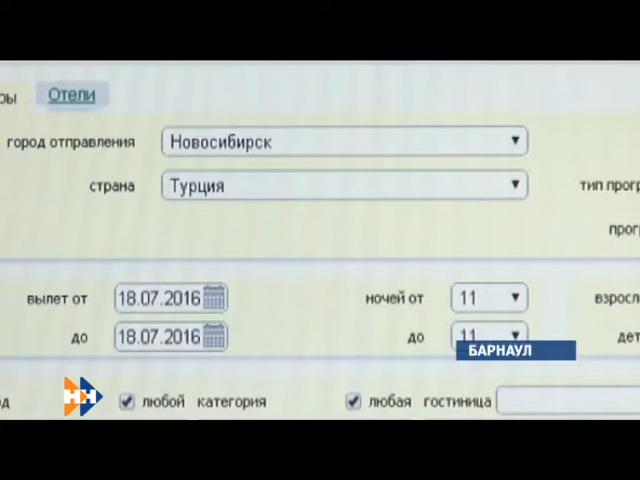 ры Отели
город отправления Новосибирск
страна Турция тип прогр
прогр
вылет от 18.07.2016 ночей от 11 взросл
до 18.07.2016 до 11 дет
БАРНАУЛ
НН д любой категория любая гостиница